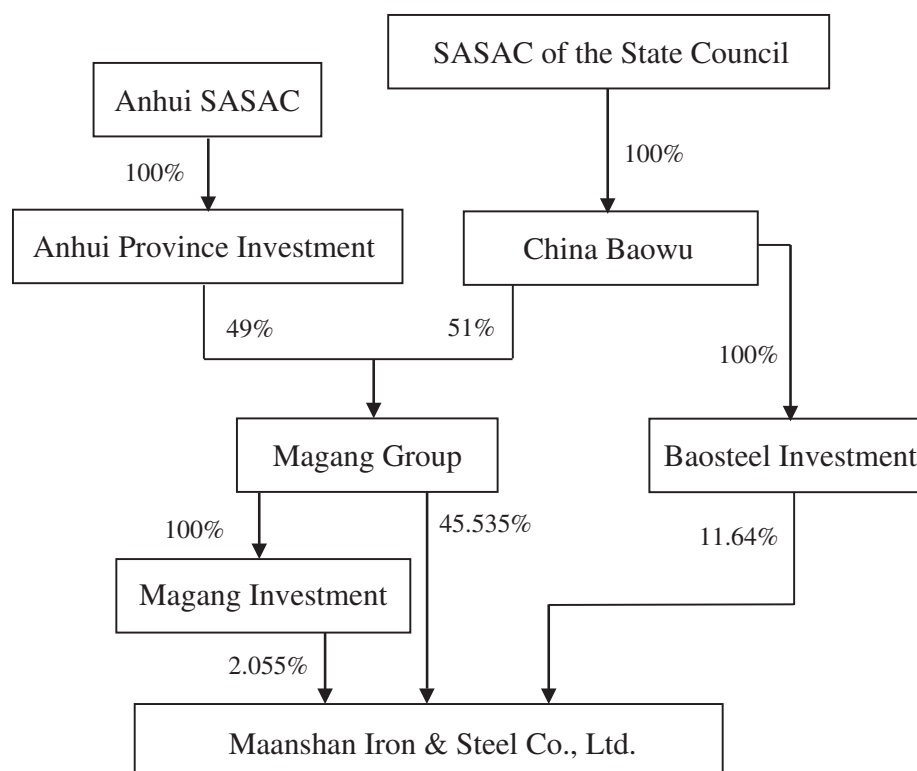 SASAC of the State Council
Anhui SASAC
100%
100%
Anhui Province Investment
China Baowu
49%
51%
100%
Magang Group
Baosteel Investment
100%
45.535%
11.64%
Magang Investment
2.055%
Maanshan Iron & Steel Co., Ltd.